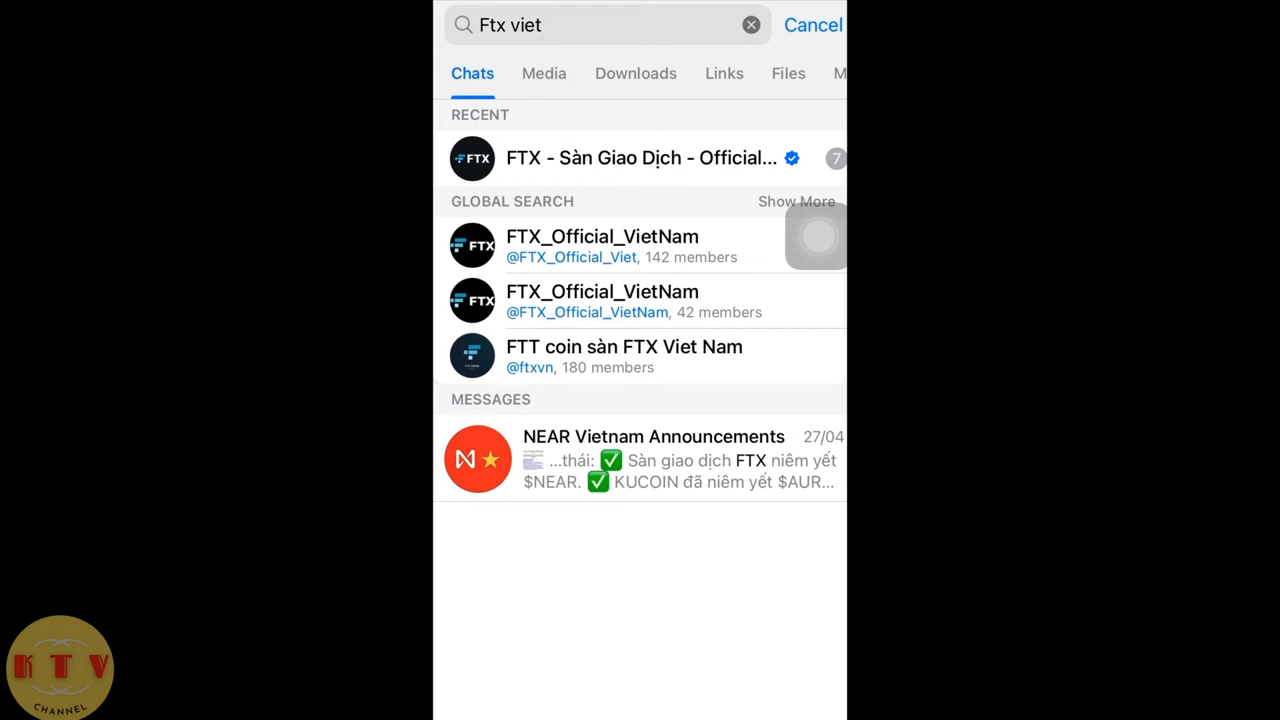 Ftx viet
Cancel
Chats Media Downloads Links Files M
RECENT
FTX
FTX - Sàn Giao Dịch - Official...
7
GLOBAL SEARCH
Show More
FTX
FTX_Official_VietNam
@FTX_Official_Viet, 142 members
FTX
FTX_Official_VietNam
@FTX_Official_VietNam, 42 members
FTT coin sàn FTX Viet Nam
@ftxvn, 180 members
MESSAGES
NEAR Vietnam Announcements 27/04
...thái: ✅ Sàn giao dịch FTX niêm yết
$NEAR. ✅ KUCOIN đã niêm yết $AUR...
KTV
CHANNEL